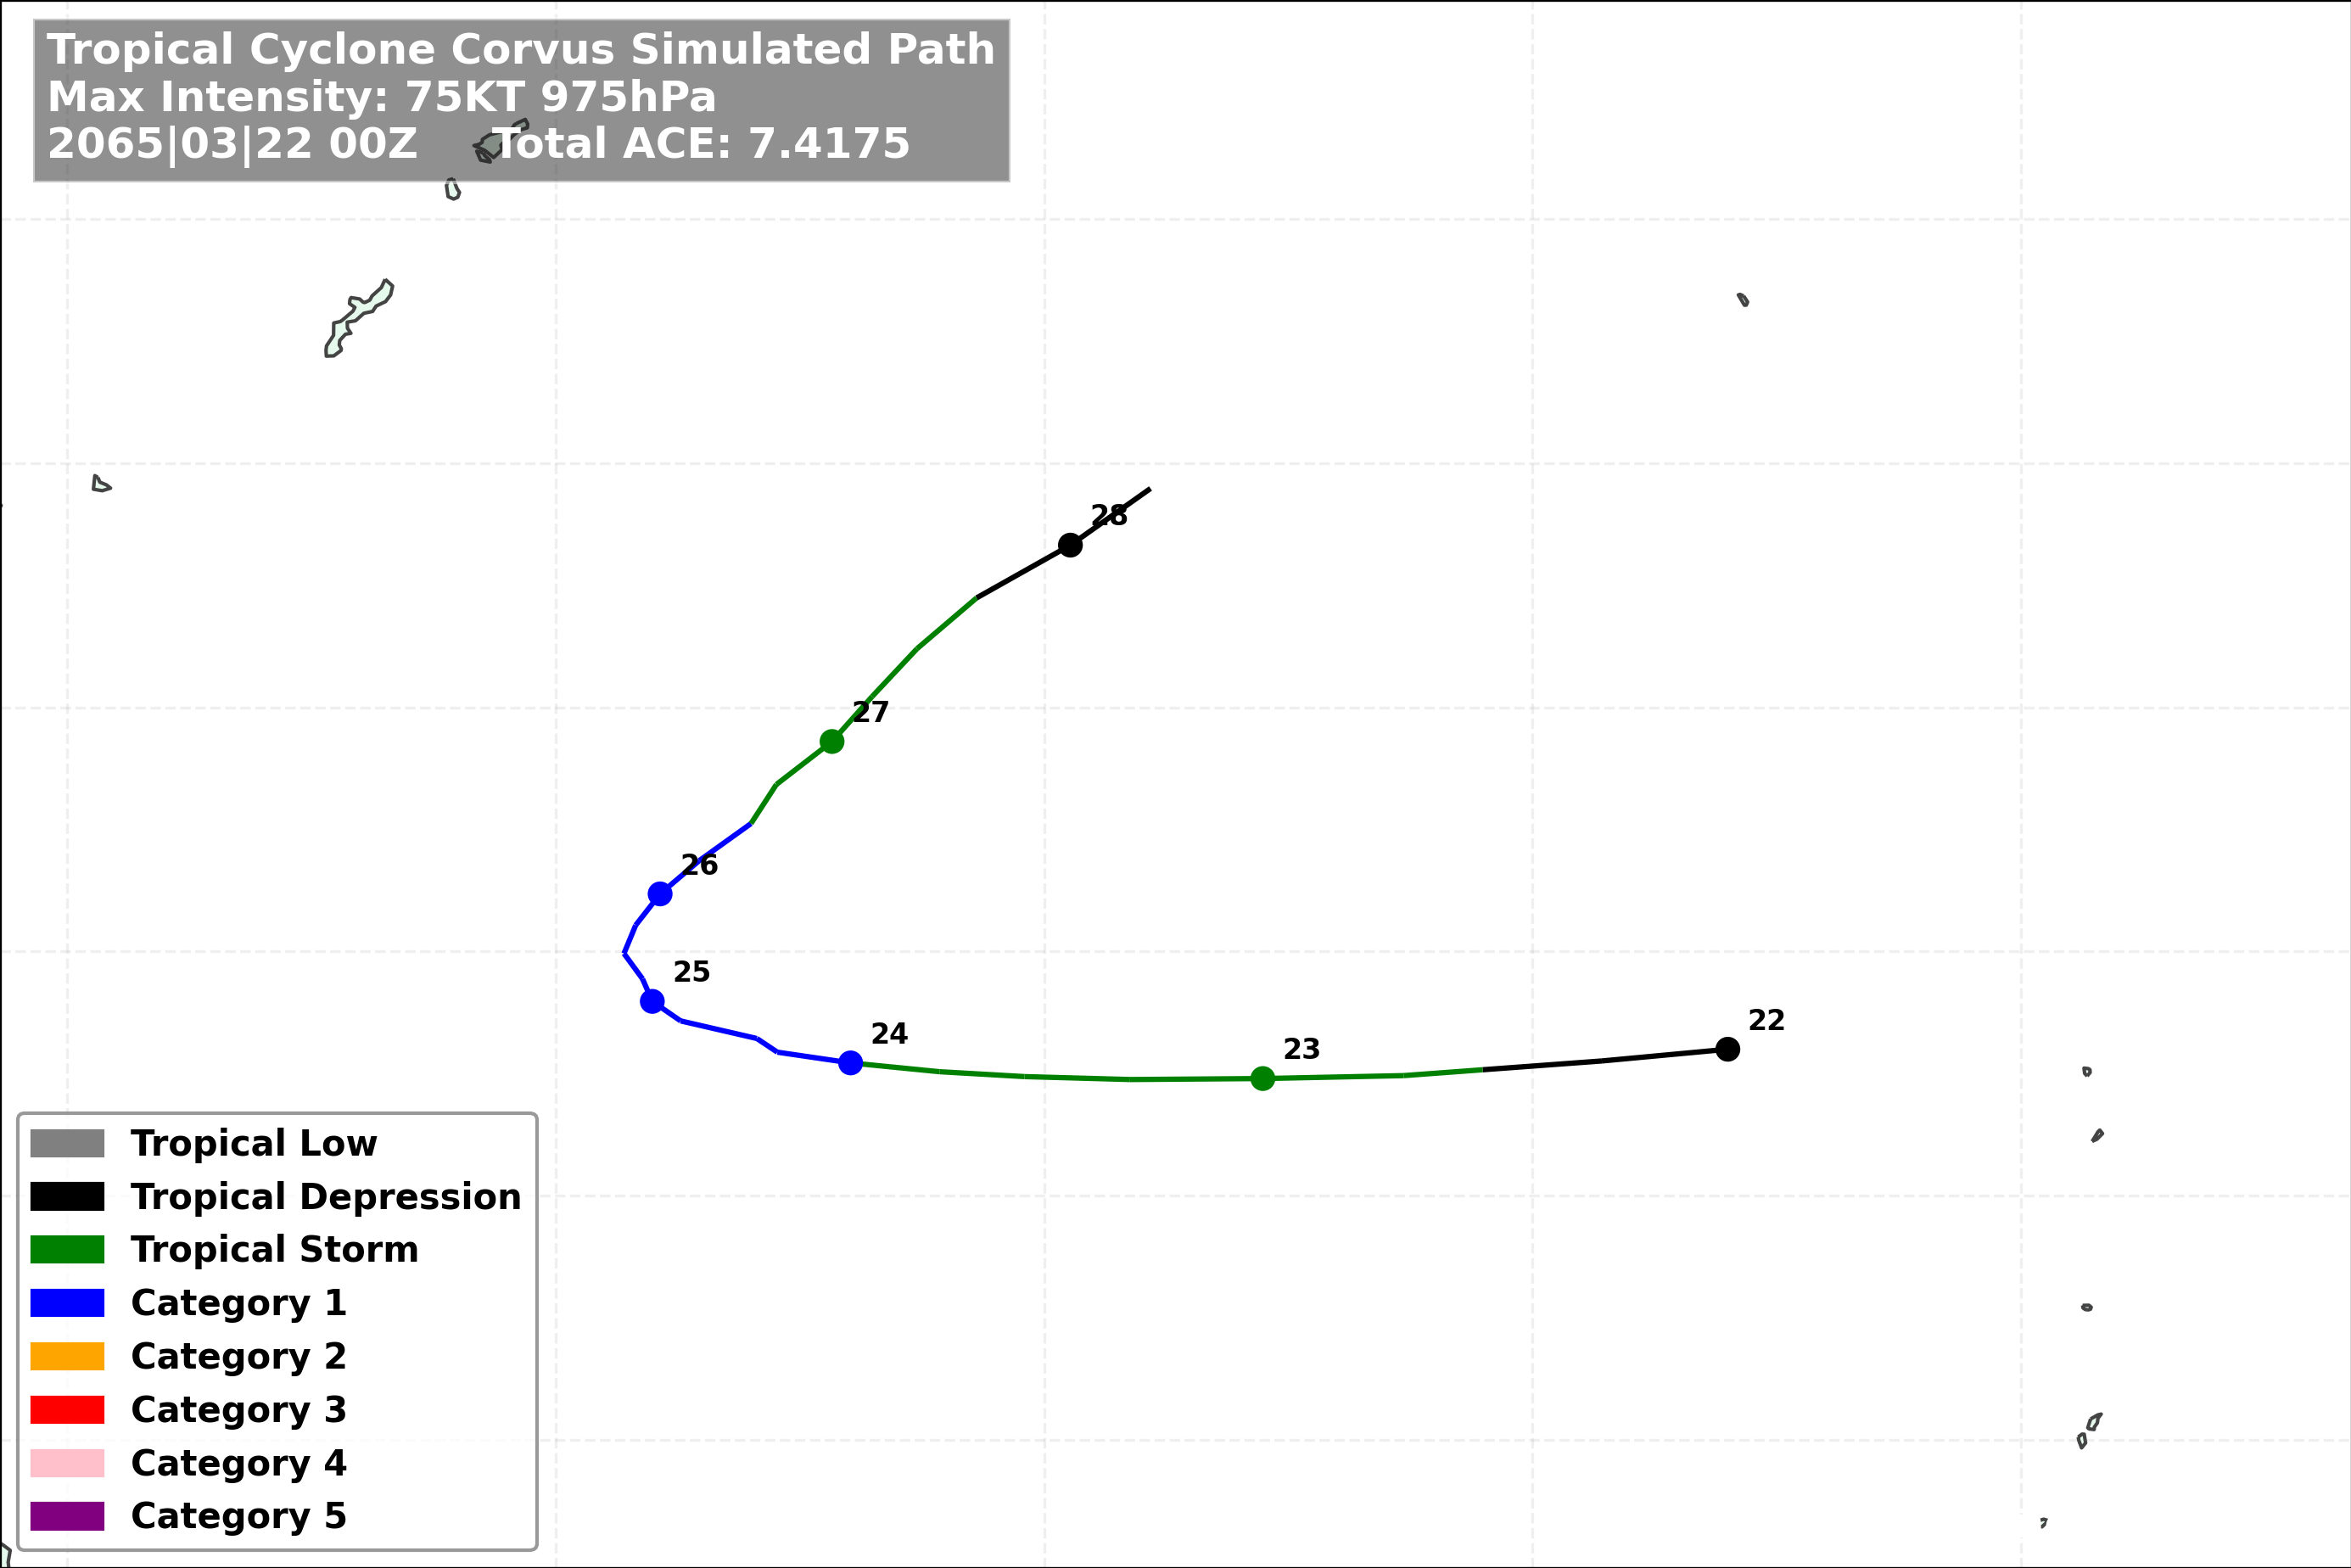 Tropical Cyclone Corvus Simulated Path
Max Intensity: 75KT 975hPa
2065|03|22 00Z Total ACE: 7.4175
28
27
26
25
24
23
22
Tropical Low
Tropical Depression
Tropical Storm
Category 1
Category 2
Category 3
Category 4
Category 5